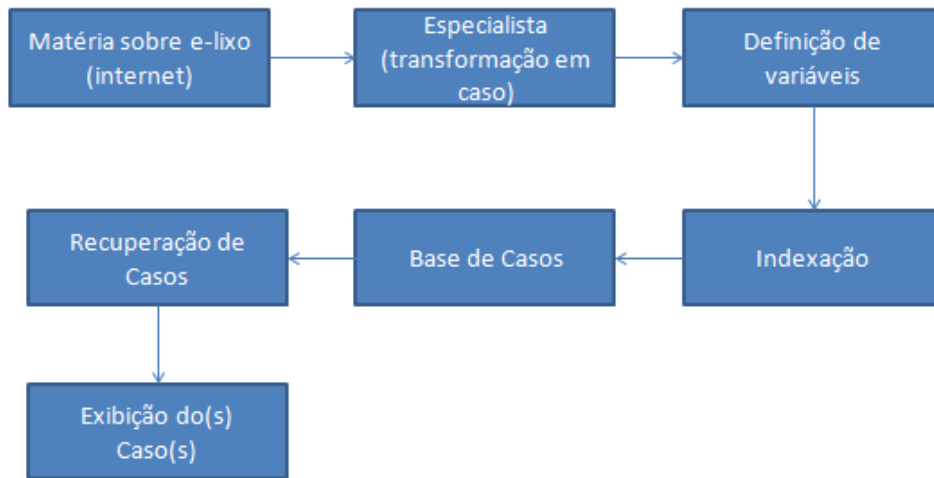 Matéria sobre e-lixo
(internet)
Especialista
(transformação em
caso)
Definição de
variáveis
Indexação
Base de Casos
Recuperação de
Casos
Exibição do(s)
Caso(s)